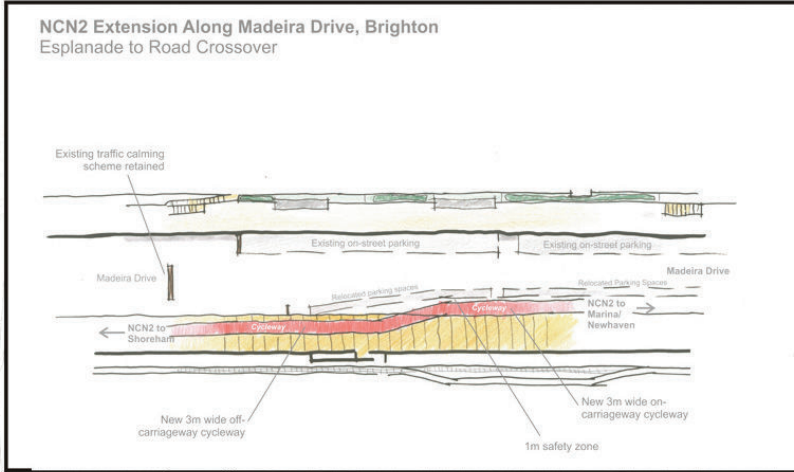 NCN2 Extension Along Madeira Drive, Brighton
Esplanade to Road Crossover
Existing traffic calming
scheme retained
Existing on-street parking
Existing on-street parking
Madeira Drive
Madeira Drive
Relocated parking spaces
Relocated Parking Spaces
Cycleway
Cycleway
NCN2 to
Shoreham
NCN2 to
Marina/
Newhaven
New 3m wide off-
carriageway cycleway
New 3m wide on-
carriageway cycleway
1m safety zone